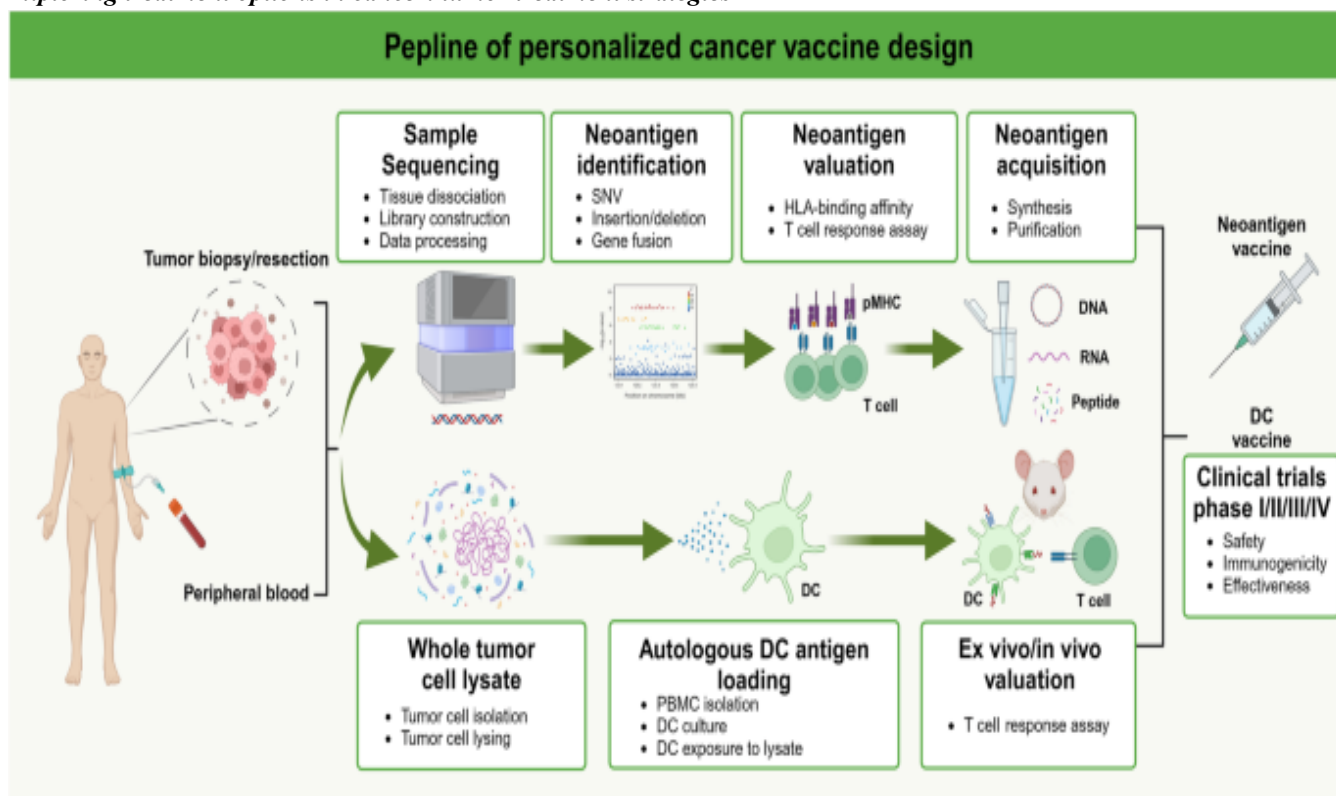 Pepline of personalized cancer vaccine design
Sample
Sequencing
• Tissue dissociation
• Library construction
• Data processing
Neoantigen
identification
• SNV
• Insertion/deletion
• Gene fusion
Neoantigen
valuation
• HLA-binding affinity
• T cell response assay
Neoantigen
acquisition
• Synthesis
• Purification
Tumor biopsy/resection
Peripheral blood
pMHC
T cell
DNA
RNA
Peptide
Neoantigen
vaccine
DC
vaccine
Clinical trials
phase I/II/III/IV
• Safety
• Immunogenicity
• Effectiveness
DC
DC
T cell
Whole tumor
cell lysate
• Tumor cell isolation
• Tumor cell lysing
Autologous DC antigen
loading
• PBMC isolation
• DC culture
• DC exposure to lysate
Ex vivo/in vivo
valuation
• T cell response assay